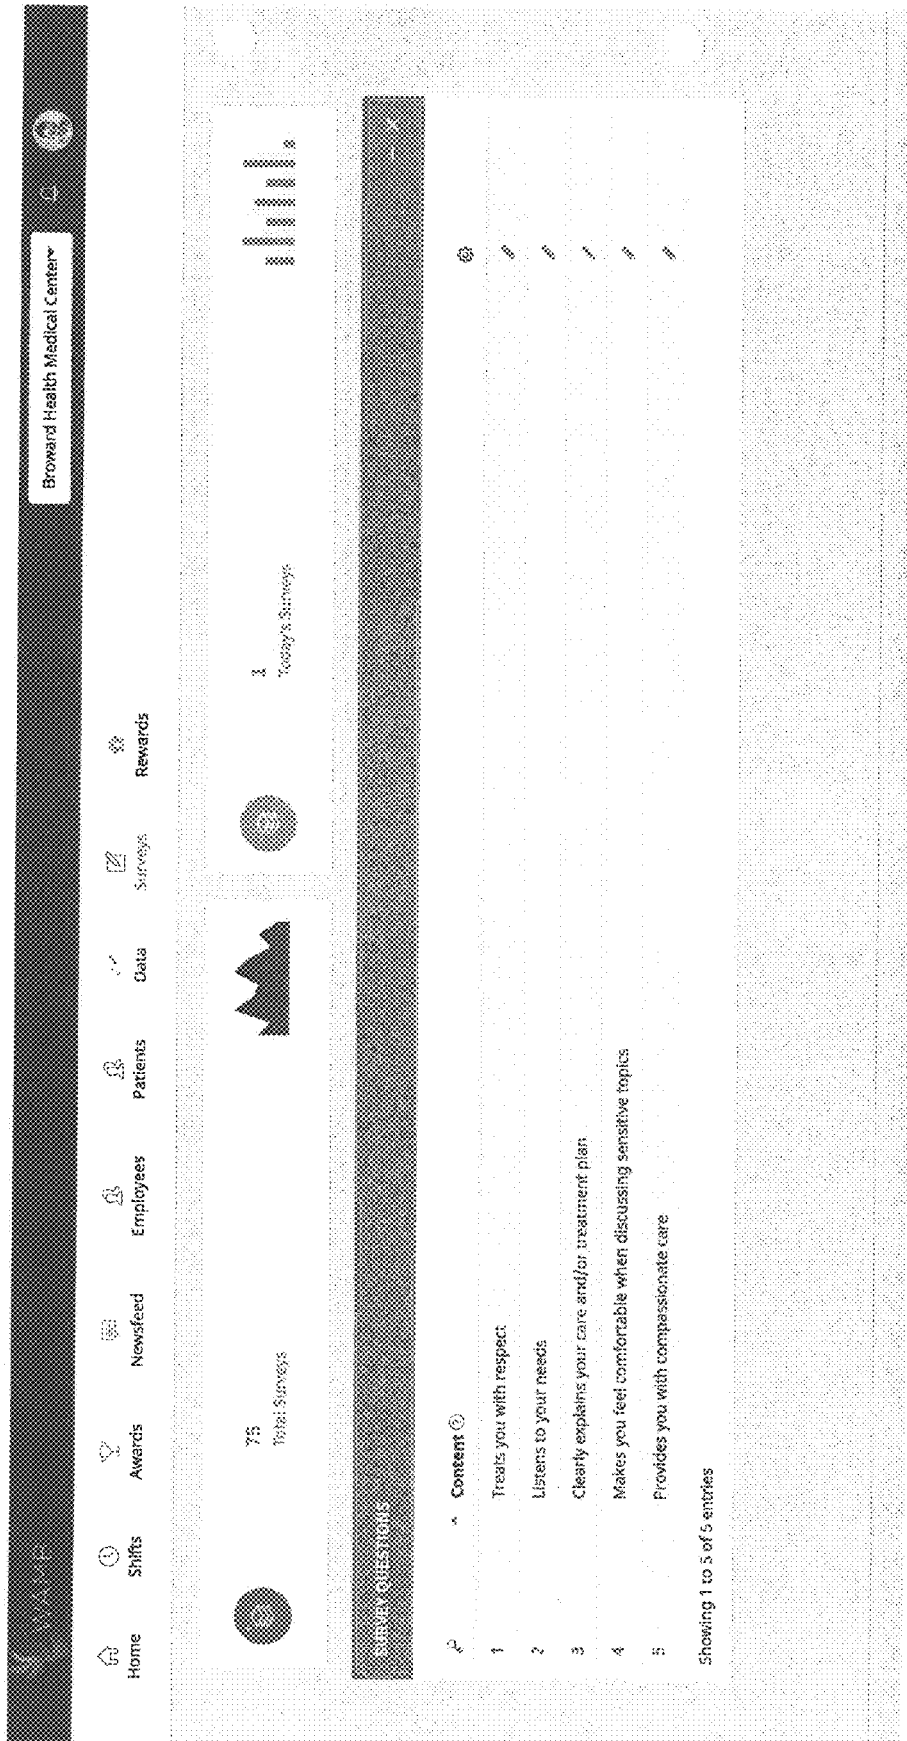 Broward Health Medical Center
Home
Shifts
Awards
Newsfeed
Employees
Patients
Data
Surveys
Rewards
75
Total Surveys
1
Today's Surveys
SURVEY QUESTIONS
Content
1 Treats you with respect
2 Listens to your needs
3 Clearly explains your care and/or treatment plan
4 Makes you feel comfortable when discussing sensitive topics
5 Provides you with compassionate care
Showing 1 to 5 of 5 entries